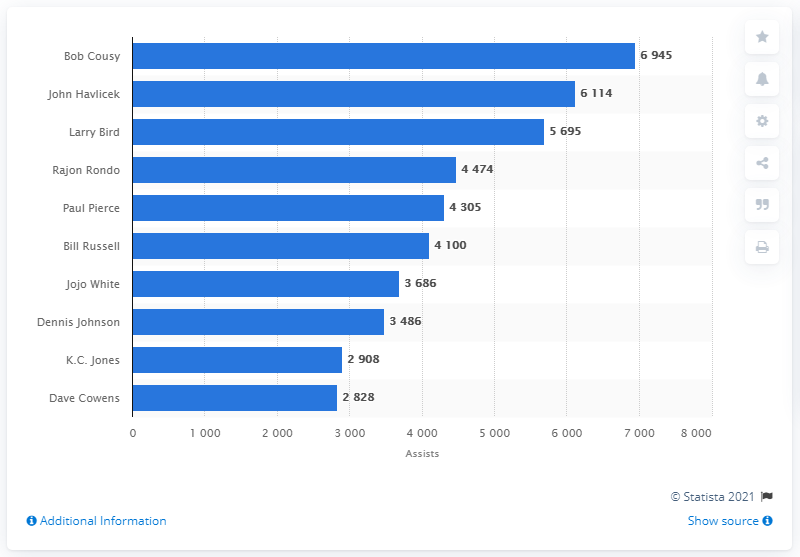 Bob Cousy 6 945
John Havlicek 6 114
Larry Bird 5 695
Rajon Rondo 4 474
Paul Pierce 4 305
Bill Russell 4 100
Jojo White 3 686
Dennis Johnson 3 486
K.C. Jones 2 908
Dave Cowens 2 828
0 1 000 2 000 3 000 4 000 5 000 6 000 7 000 8 000
Assists
© Statista 2021
Additional Information Show source